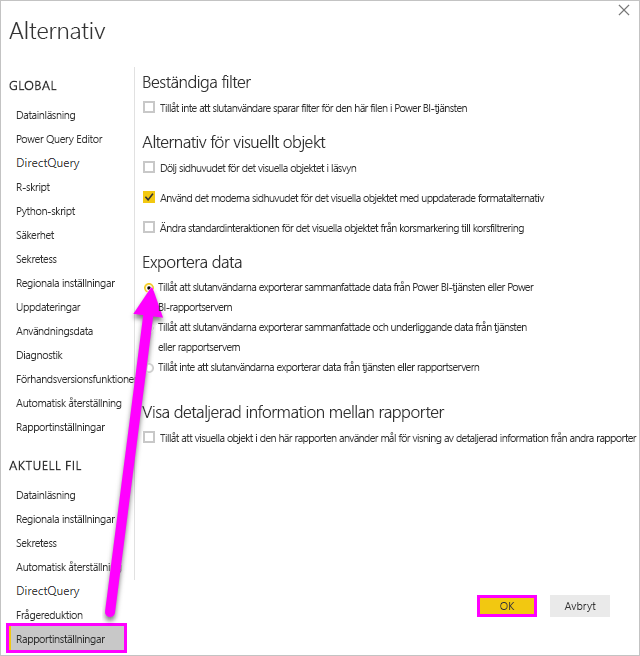 Alternativ
GLOBAL
Datainläsning
Power Query Editor
DirectQuery
R-skript
Python-skript
Säkerhet
Sekretess
Regionala inställningar
Uppdateringar
Användningsdata
Diagnostik
Förhandsversionsfunktione
Automatisk återställning
Rapportinställningar
AKTUELL FIL
Datainläsning
Regionala inställningar
Sekretess
Automatisk återställnin
DirectQuery
Frågereduktion
Rapportinställningar
Beständiga filter
Tillåt inte att slutanvändare sparar filter för den här filen i Power BI-tjänsten
Alternativ för visuellt objekt
Dölj sidhuvudet för det visuella objektet i läsvyn
Använd det moderna sidhuvudet för det visuella objektet med uppdaterade formatalternativ
Ändra standardinteraktionen för det visuella objektet från korsmarkering till korsfiltrering
Exportera data
Tillåt att slutanvändarna exporterar sammanfattade data från Power BI-tjänsten eller Power
BI-rapportservern
Tillåt att slutanvändarna exporterar sammanfattade och underliggande data från tjänsten
eller rapportservern
Tillåt inte att slutanvändarna exporterar data från tjänsten eller rapportservern
Visa detaljerad information mellan rapporter
Tillåt att visuella objekt i den här rapporten använder mål för visning av detaljerad information från andra rapporter
OK
Avbryt